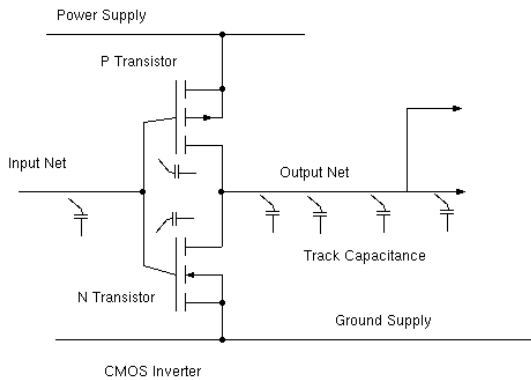 Power Supply
P Transistor
Input Net
Output Net
Track Capacitance
N Transistor
Ground Supply
CMOS Inverter